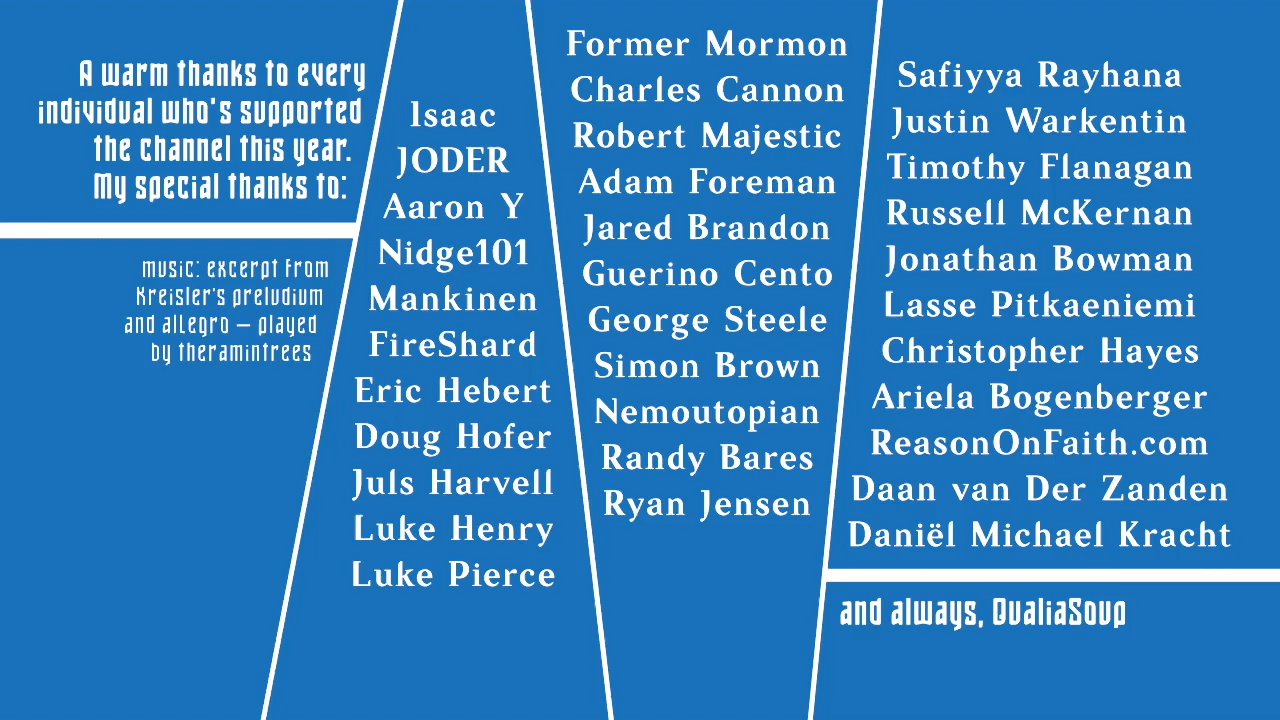 A warm thanks to every
individual who's supported
the channel this year.
My special thanks to:
music: excerpt from
Kreisler's preludium
and allegro – played
by theramintrees
Isaac
JODER
Aaron Y
Nidge101
Mankinen
FireShard
Eric Hebert
Doug Hofer
Juls Harvell
Luke Henry
Luke Pierce
Former Mormon
Charles Cannon
Robert Majestic
Adam Foreman
Jared Brandon
Guerino Cento
George Steele
Simon Brown
Nemoutopian
Randy Bares
Ryan Jensen
Safiyya Rayhana
Justin Warkentin
Timothy Flanagan
Russell McKernan
Jonathan Bowman
Lasse Pitkaeniemi
Christopher Hayes
Ariela Bogenberger
ReasonOnFaith.com
Daan van Der Zanden
Daniël Michael Kracht
and always, QualiaSoup